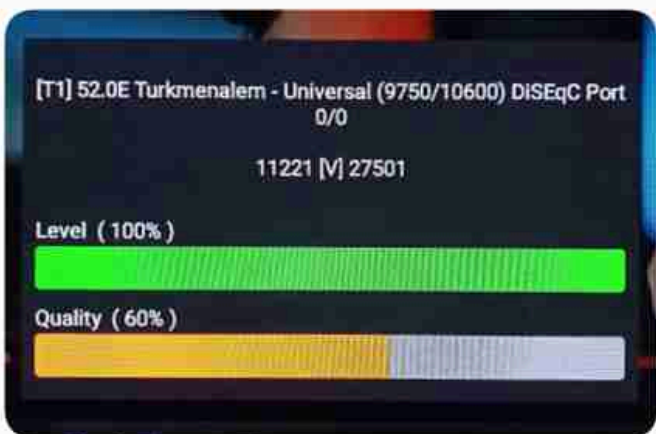 [T1] 52.0E Turkmenalem - Universal (9750/10600) DiSEqC Port
0/0
11221 [V] 27501
Level ( 100% )
Quality ( 60% )